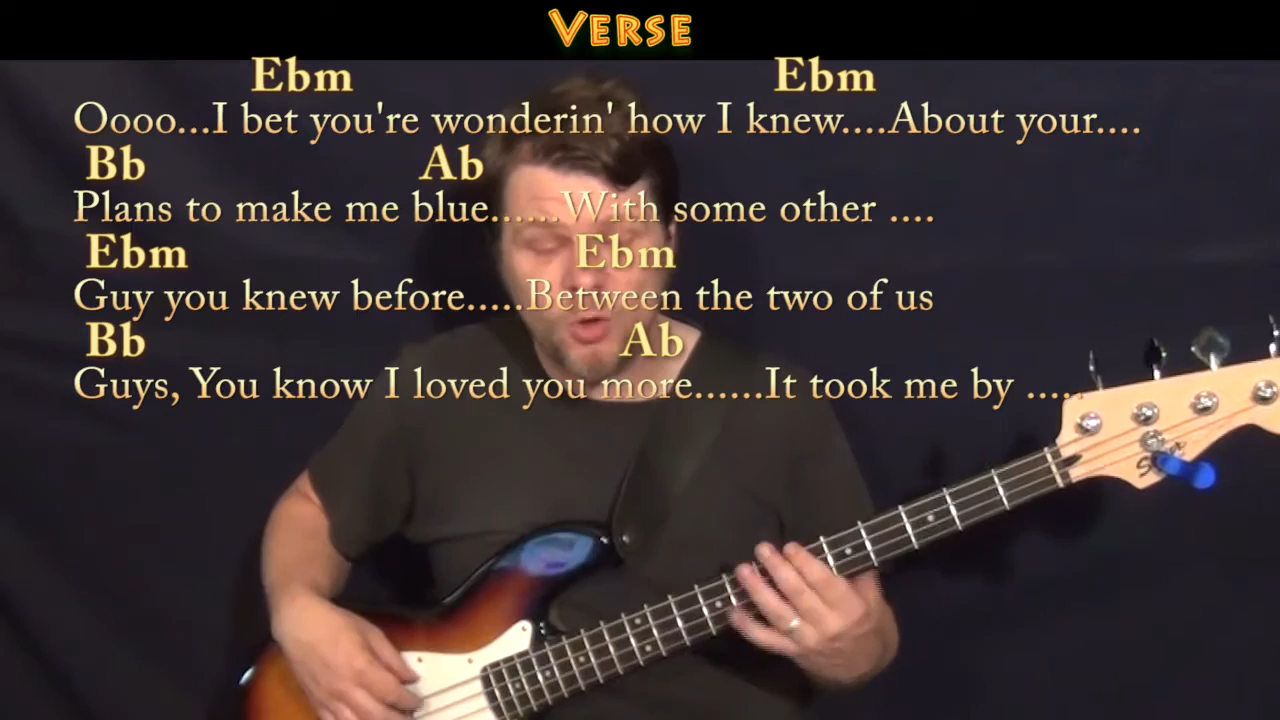 VERSE
Ebm Ebm
Oooo...I bet you're wonderin' how I knew....About your....
Bb Ab
Plans to make me blue......With some other ....
Ebm Ebm
Guy you knew before.....Between the two of us
Bb Ab
Guys, You know I loved you more......It took me by .....